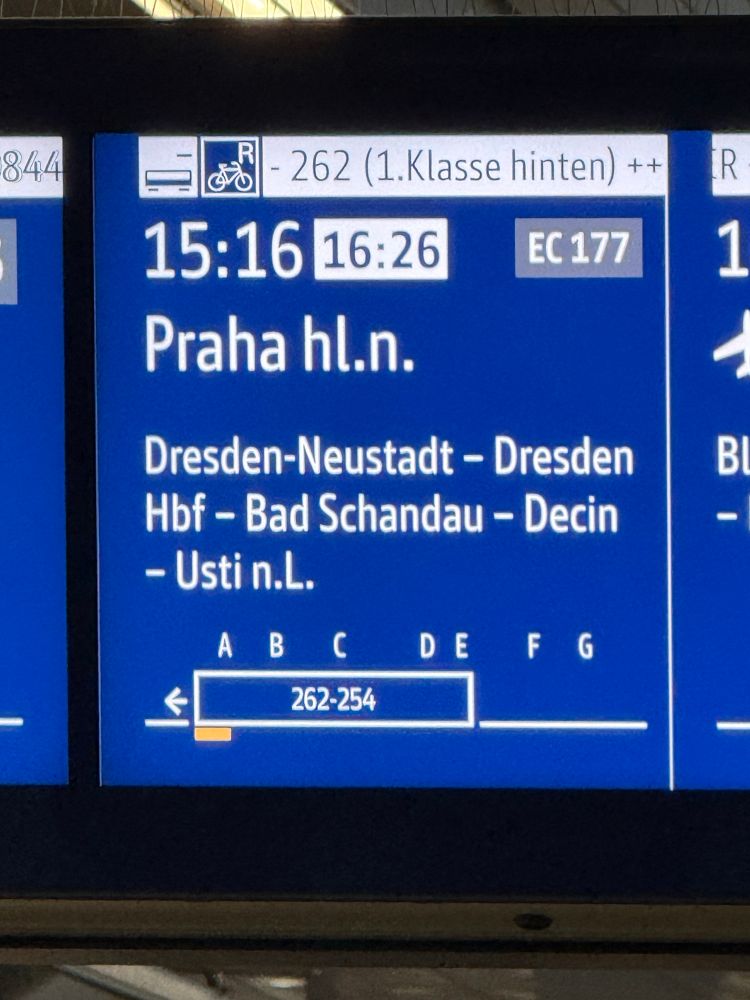 0844
R - 262 (1.Klasse hinten) ++
15:16 16:26 EC 177
Praha hl.n.
Dresden-Neustadt – Dresden
Hbf – Bad Schandau – Decin
– Usti n.L.
A B C D E F G
262-254